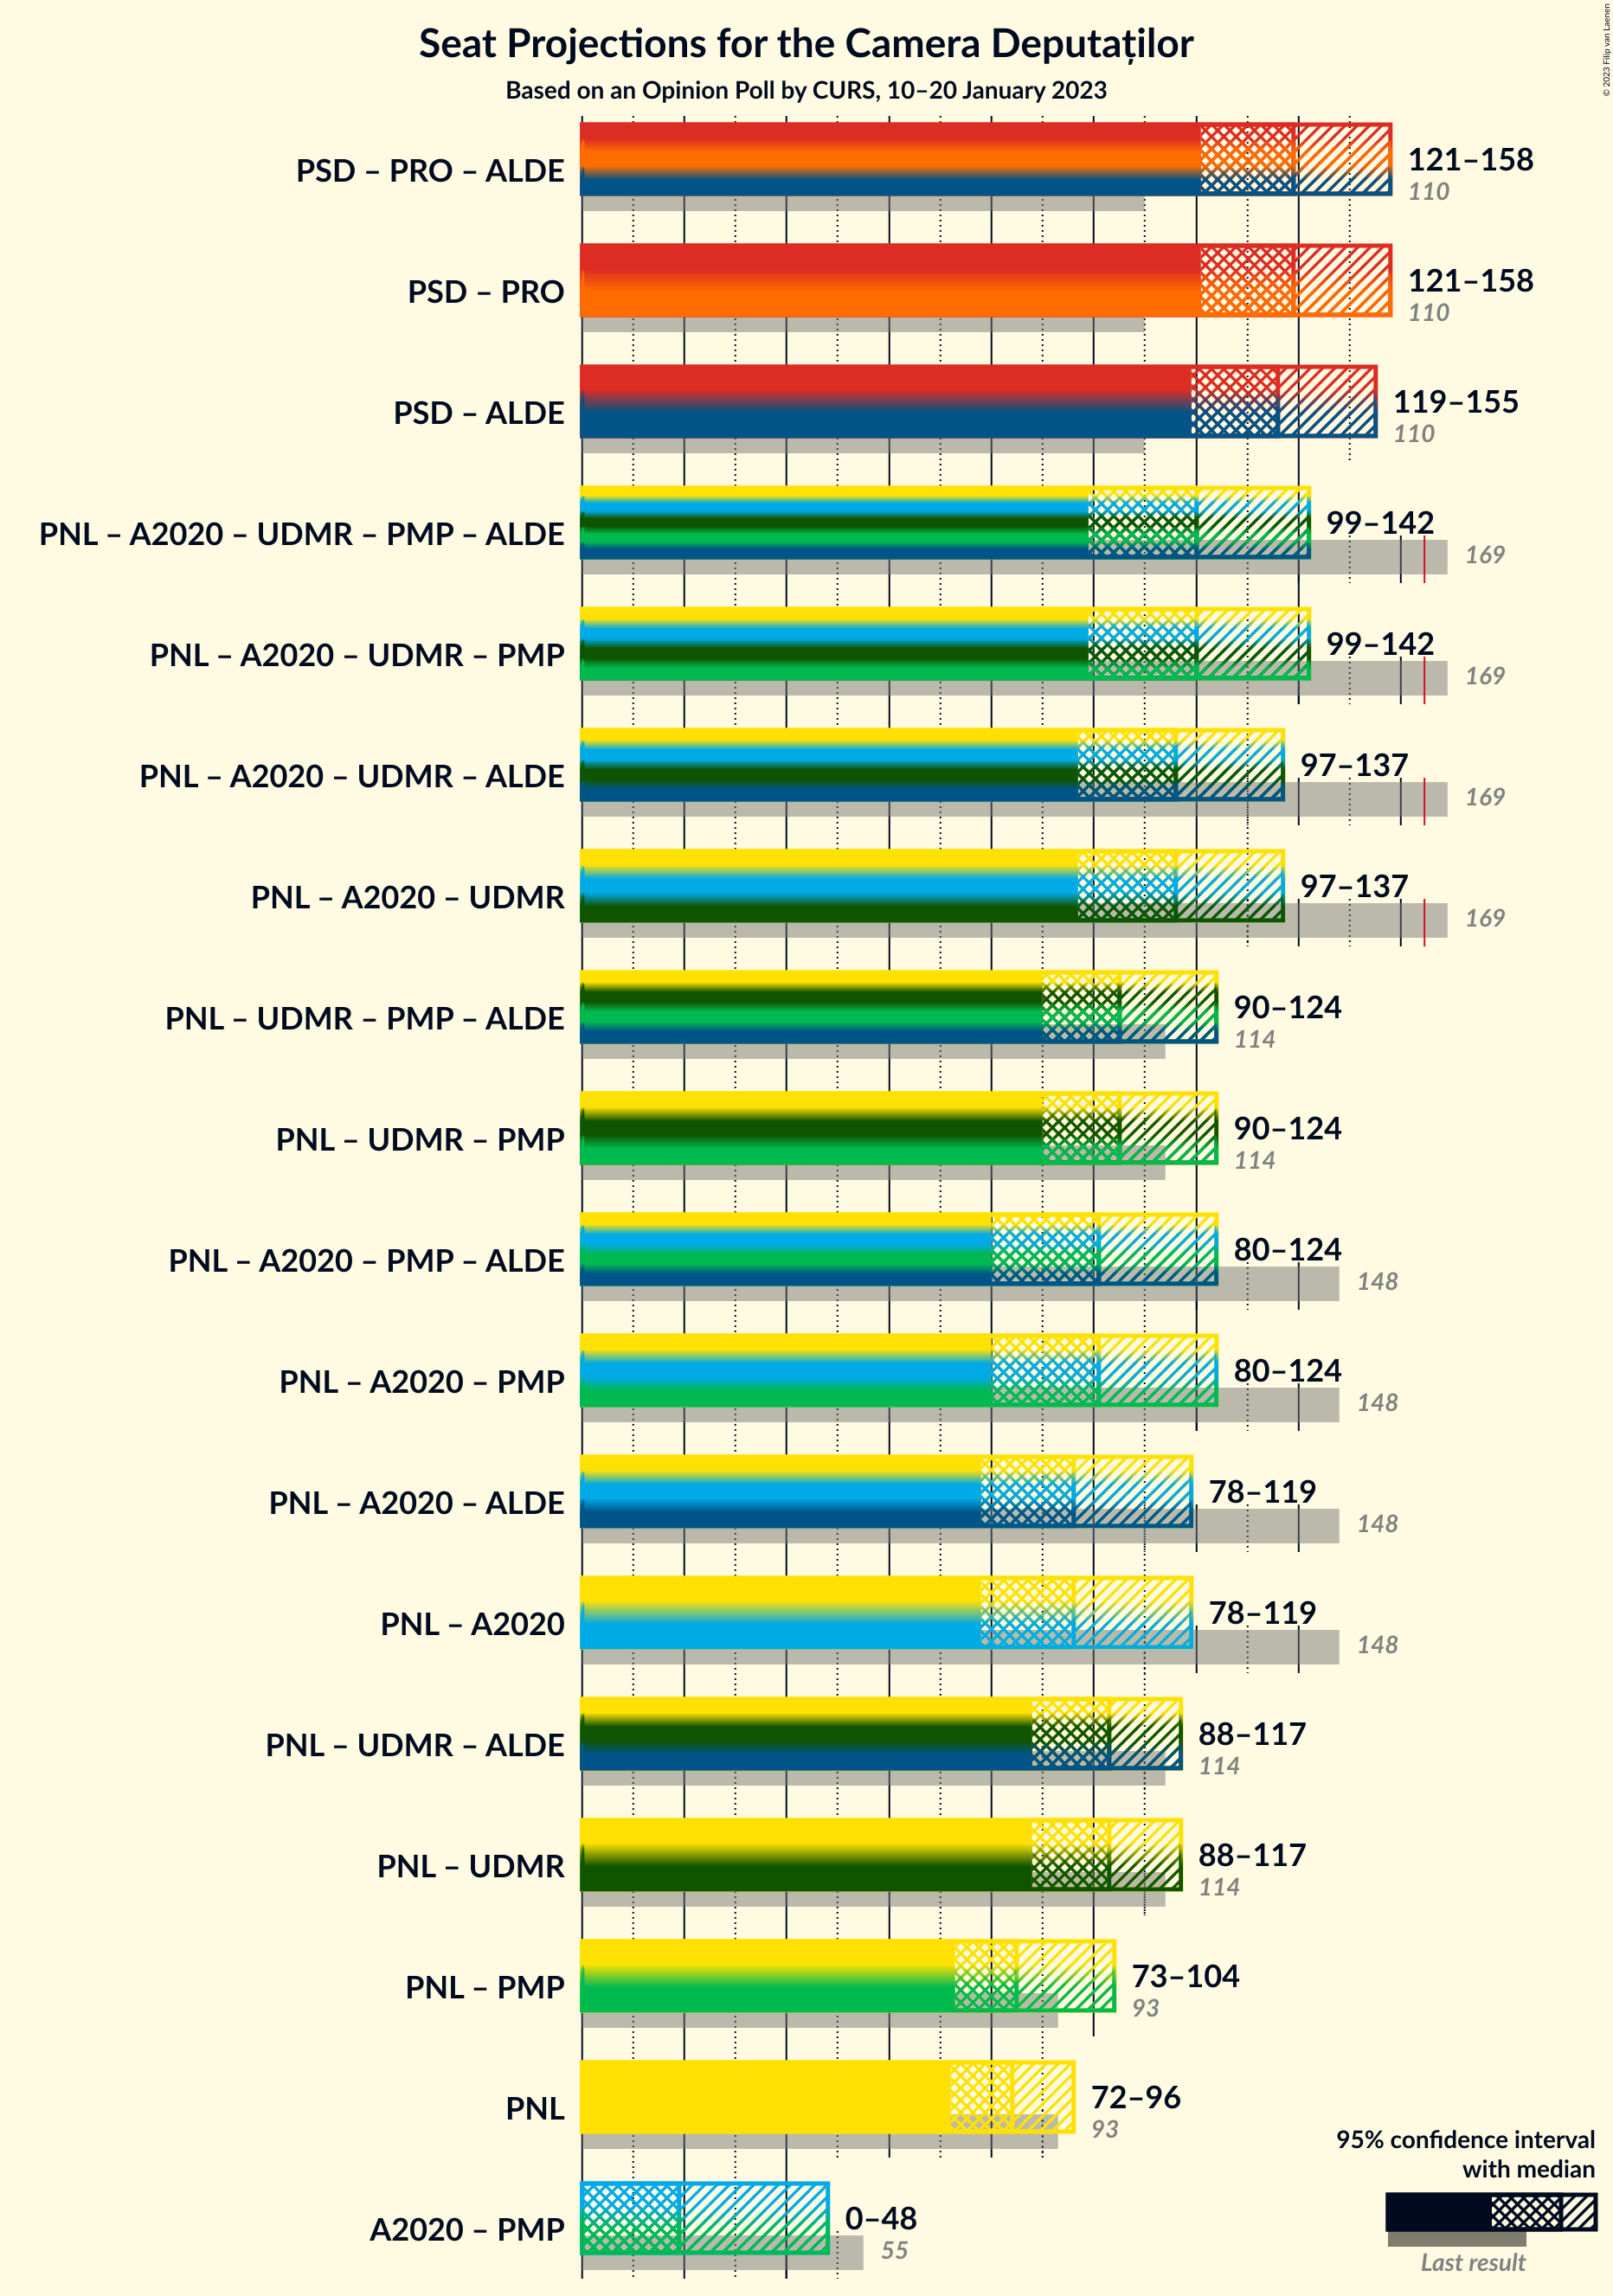 Seat Projections for the Camera Deputaților
Based on an Opinion Poll by CURS, 10–20 January 2023
© 2023 Filip van Laenen
PSD – PRO – ALDE
121–158
110
PSD – PRO
121–158
110
PSD – ALDE
119–155
110
PNL – A2020 – UDMR – PMP – ALDE
99–142
169
PNL – A2020 – UDMR – PMP
99–142
169
PNL – A2020 – UDMR – ALDE
97–137
169
PNL – A2020 – UDMR
97–137
169
PNL – UDMR – PMP – ALDE
90–124
114
PNL – UDMR – PMP
90–124
114
PNL – A2020 – PMP – ALDE
80–124
148
PNL – A2020 – PMP
80–124
148
PNL – A2020 – ALDE
78–119
148
PNL – A2020
78–119
148
PNL – UDMR – ALDE
88–117
114
PNL – UDMR
88–117
114
PNL – PMP
73–104
93
PNL
72–96
93
A2020 – PMP
0–48
55
95% confidence interval
with median
Last result